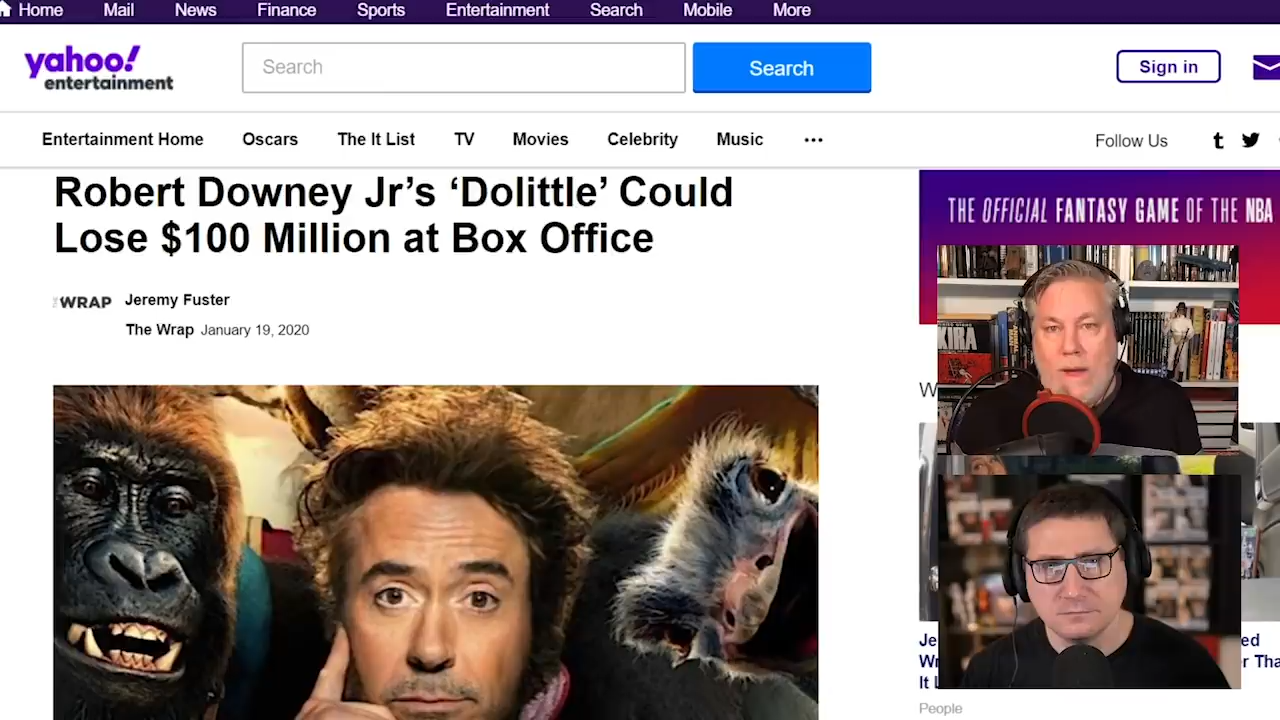 Home Mail News Finance Sports Entertainment Search Mobile More
yahoo!
entertainment
Search
Search
Sign in
Entertainment Home Oscars The It List TV Movies Celebrity Music •••
Follow Us
Robert Downey Jr’s ‘Dolittle’ Could
Lose $100 Million at Box Office
THE WRAP Jeremy Fuster
The Wrap January 19, 2020
THE OFFICIAL FANTASY GAME OF THE NBA
AKIRA
People